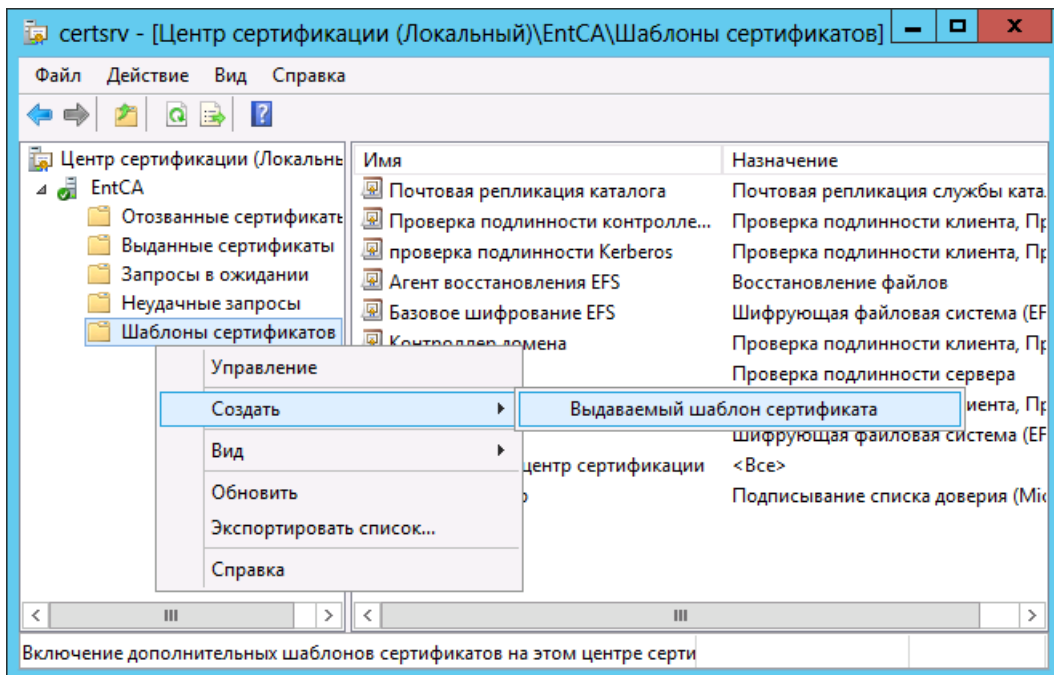 certsrv - [Центр сертификации (Локальный)\EntCA\Шаблоны сертификатов]
Файл Действие Вид Справка
Центр сертификации (Локальнь
EntCA
Отозванные сертификать
Выданные сертификаты
Запросы в ожидании
Неудачные запросы
Шаблоны сертификатов
Имя Назначение
Почтовая репликация каталога Почтовая репликация службы ката
Проверка подлинности контролле... Проверка подлинности клиента, Пр
проверка подлинности Kerberos Проверка подлинности клиента, Пр
Агент восстановления EFS Восстановление файлов
Базовое шифрование EFS Шифрующая файловая система (EF
Контроллер домена Проверка подлинности клиента, Пр
Проверка подлинности сервера
иента, Пр
Шифрующая файловая система (EF
центр сертификации <Все>
Подписывание списка доверия (Mic
Управление
Создать
Выдаваемый шаблон сертификата
Вид
Обновить
Экспортировать список...
Справка
Включение дополнительных шаблонов сертификатов на этом центре серти